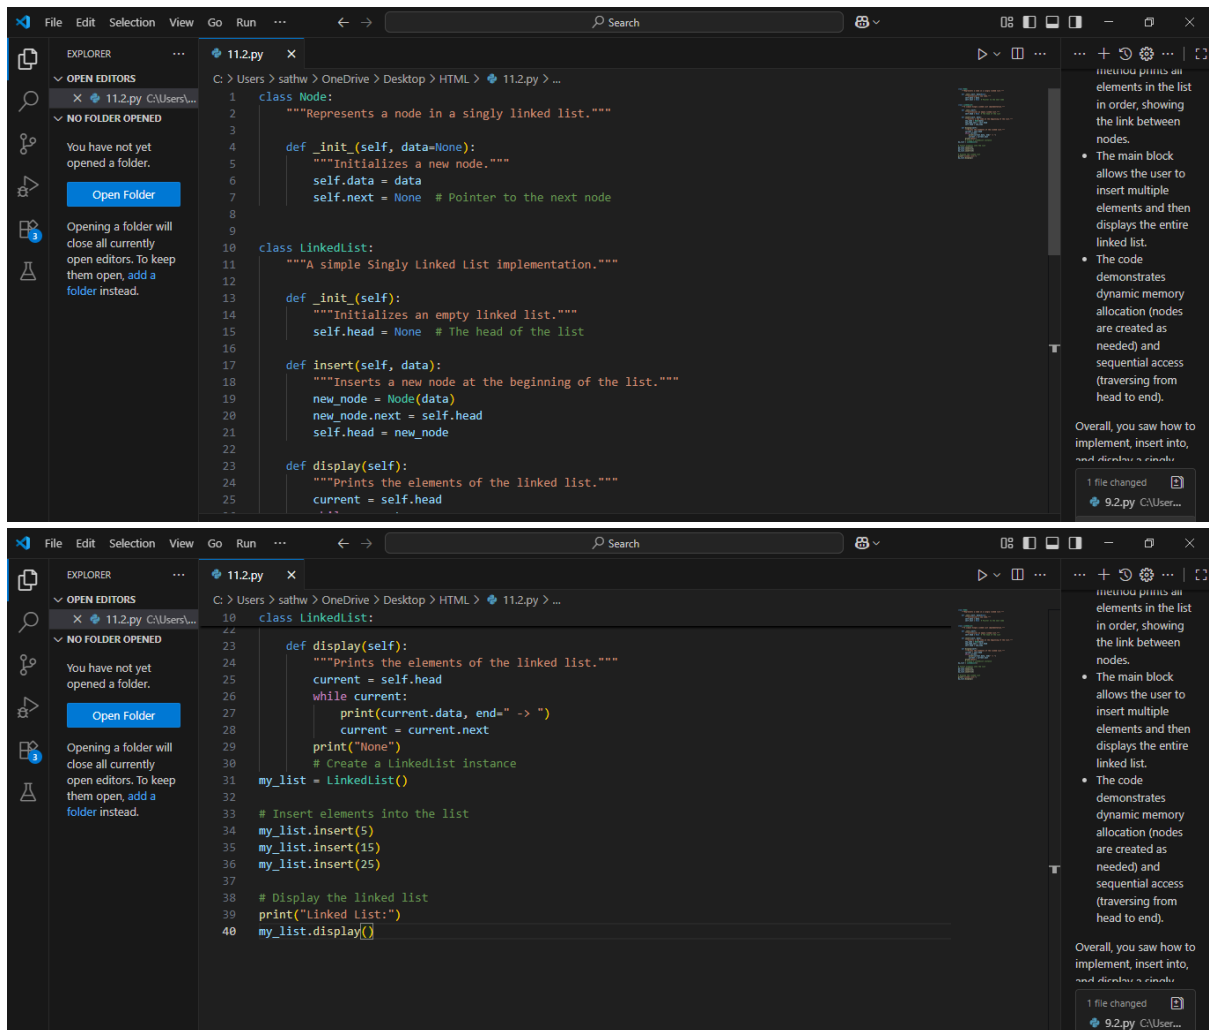 File Edit Selection View Go Run ··· Search
EXPLORER ···
OPEN EDITORS
11.2.py C:\Users\...
NO FOLDER OPENED
You have not yet
opened a folder.
Open Folder
Opening a folder will
close all currently
open editors. To keep
them open, add a
folder instead.
3
11.2.py
C: > Users > sathw > OneDrive > Desktop > HTML > 11.2.py > ...
1 class Node:
2     """Represents a node in a singly linked list."""
3
4     def _init_(self, data=None):
5         """Initializes a new node."""
6         self.data = data
7         self.next = None  # Pointer to the next node
8
9
10 class LinkedList:
11     """A simple Singly Linked List implementation."""
12
13     def _init_(self):
14         """Initializes an empty linked list."""
15         self.head = None  # The head of the list
16
17     def insert(self, data):
18         """Inserts a new node at the beginning of the list."""
19         new_node = Node(data)
20         new_node.next = self.head
21         self.head = new_node
22
23     def display(self):
24         """Prints the elements of the linked list."""
25         current = self.head
method prints all
elements in the list
in order, showing
the link between
nodes.
• The main block
allows the user to
insert multiple
elements and then
displays the entire
linked list.
• The code
demonstrates
dynamic memory
allocation (nodes
are created as
needed) and
sequential access
(traversing from
head to end).
Overall, you saw how to
implement, insert into,
and display a singly
1 file changed
9.2.py C:\User...
File Edit Selection View Go Run ··· Search
EXPLORER ···
OPEN EDITORS
11.2.py C:\Users\...
NO FOLDER OPENED
You have not yet
opened a folder.
Open Folder
Opening a folder will
close all currently
open editors. To keep
them open, add a
folder instead.
3
11.2.py
C: > Users > sathw > OneDrive > Desktop > HTML > 11.2.py > ...
10 class LinkedList:
22
23     def display(self):
24         """Prints the elements of the linked list."""
25         current = self.head
26         while current:
27             print(current.data, end=" -> ")
28             current = current.next
29         print("None")
30         # Create a LinkedList instance
31 my_list = LinkedList()
32
33 # Insert elements into the list
34 my_list.insert(5)
35 my_list.insert(15)
36 my_list.insert(25)
37
38 # Display the linked list
39 print("Linked List:")
40 my_list.display()
method prints all
elements in the list
in order, showing
the link between
nodes.
• The main block
allows the user to
insert multiple
elements and then
displays the entire
linked list.
• The code
demonstrates
dynamic memory
allocation (nodes
are created as
needed) and
sequential access
(traversing from
head to end).
Overall, you saw how to
implement, insert into,
and display a singly
1 file changed
9.2.py C:\User...